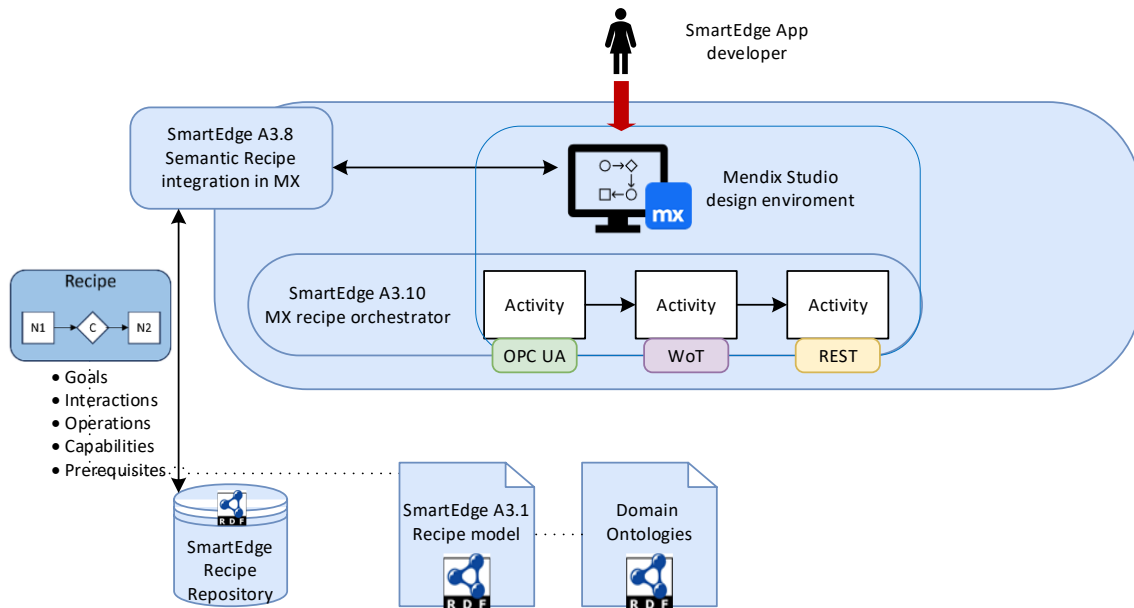 SmartEdge App
developer
SmartEdge A3.8
Semantic Recipe
integration in MX
Mendix Studio
design enviroment
mx
Recipe
N1
C
N2
SmartEdge A3.10
MX recipe orchestrator
Activity
Activity
Activity
OPC UA
WoT
REST
• Goals
• Interactions
• Operations
• Capabilities
• Prerequisites
RDF
SmartEdge
Recipe
Repository
SmartEdge A3.1
Recipe model
RDF
Domain
Ontologies
RDF